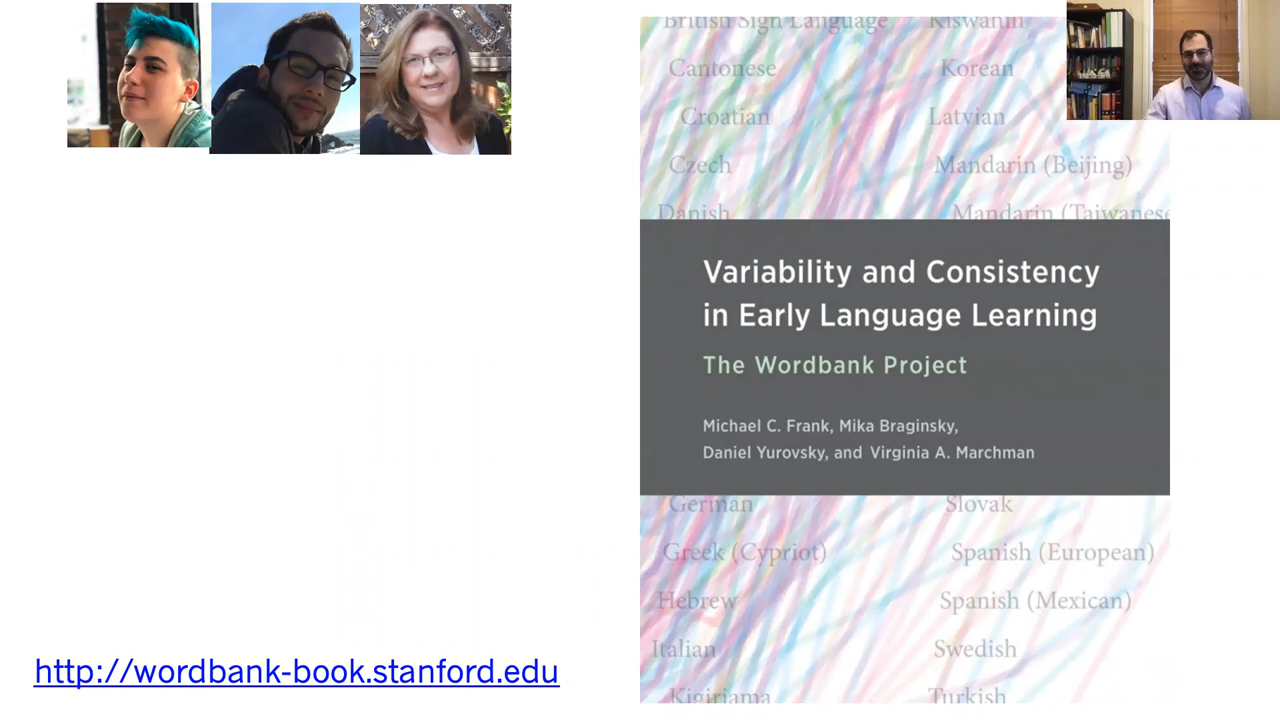 British Sign Language Kiswahili
Cantonese Korean
Croatian Latvian
Czech Mandarin (Beijing)
Danish Mandarin (Taiwanese
Variability and Consistency
in Early Language Learning
The Wordbank Project
Michael C. Frank, Mika Braginsky,
Daniel Yurovsky, and Virginia A. Marchman
German Slovak
Greek (Cypriot) Spanish (European)
Hebrew Spanish (Mexican)
Italian Swedish
Kigiriama Turkish
http://wordbank-book.stanford.edu